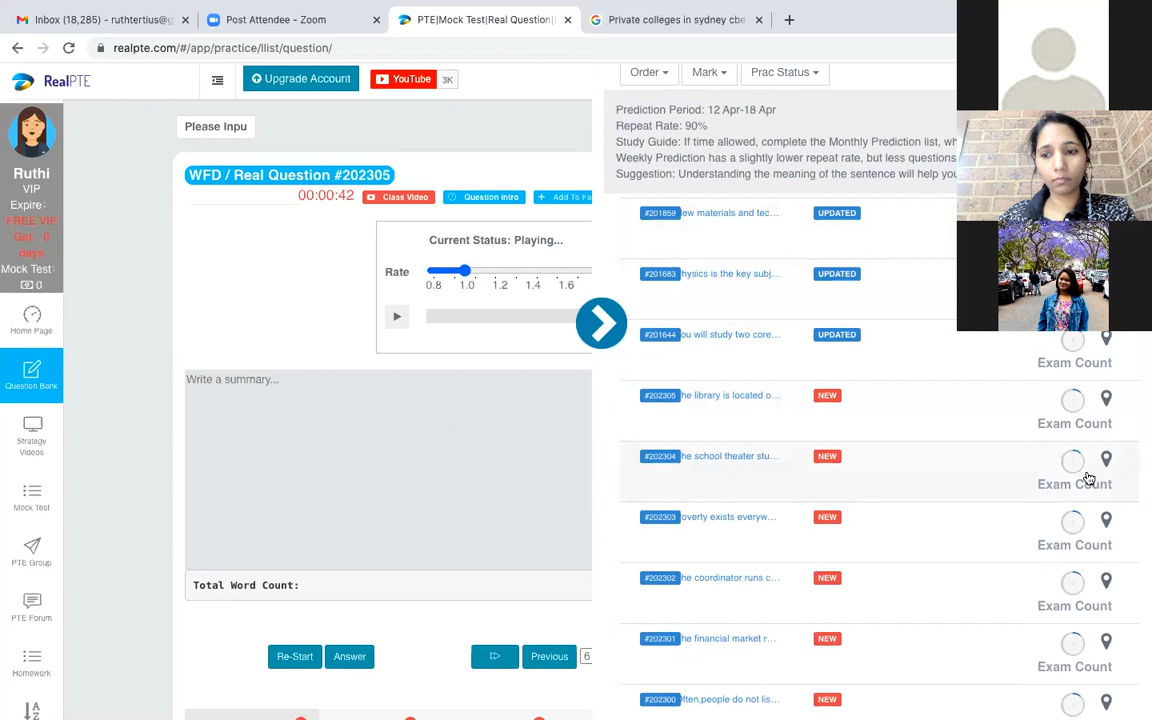 Inbox (18,285) - ruthtertius@g
Post Attendee - Zoom
PTE|Mock Test|Real Question|
Private colleges in sydney cbe
realpte.com/#/app/practice/llist/question/
RealPTE
Upgrade Account
YouTube 3K
Order
Mark
Prac Status
Ruthi
VIP
Expire:
FREE VIP
Got: 0
days
Mock Test:
0
Home Page
Question Bank
Strategy
Videos
Mock Test
PTE Group
PTE Forum
Homework
Please Inpu
WFD / Real Question #202305
00:00:42
Class Video
Question Intro
Add To Fa
Current Status: Playing...
Rate
0.8 1.0 1.2 1.4 1.6
Write a summary...
Total Word Count:
Re-Start
Answer
Previous
6
Prediction Period: 12 Apr-18 Apr
Repeat Rate: 90%
Study Guide: If time allowed, complete the Monthly Prediction list, wh
Weekly Prediction has a slightly lower repeat rate, but less questions
Suggestion: Understanding the meaning of the sentence will help you
#201859 ew materials and tec... UPDATED
#201683 hysics is the key subj... UPDATED
#201644 ou will study two core... UPDATED
Exam Count
#202305 he library is located o... NEW
Exam Count
#202304 he school theater stu... NEW
Exam Count
#202303 overty exists everyw... NEW
Exam Count
#202302 he coordinator runs c... NEW
Exam Count
#202301 he financial market r... NEW
Exam Count
#202300 ften,people do not lis... NEW